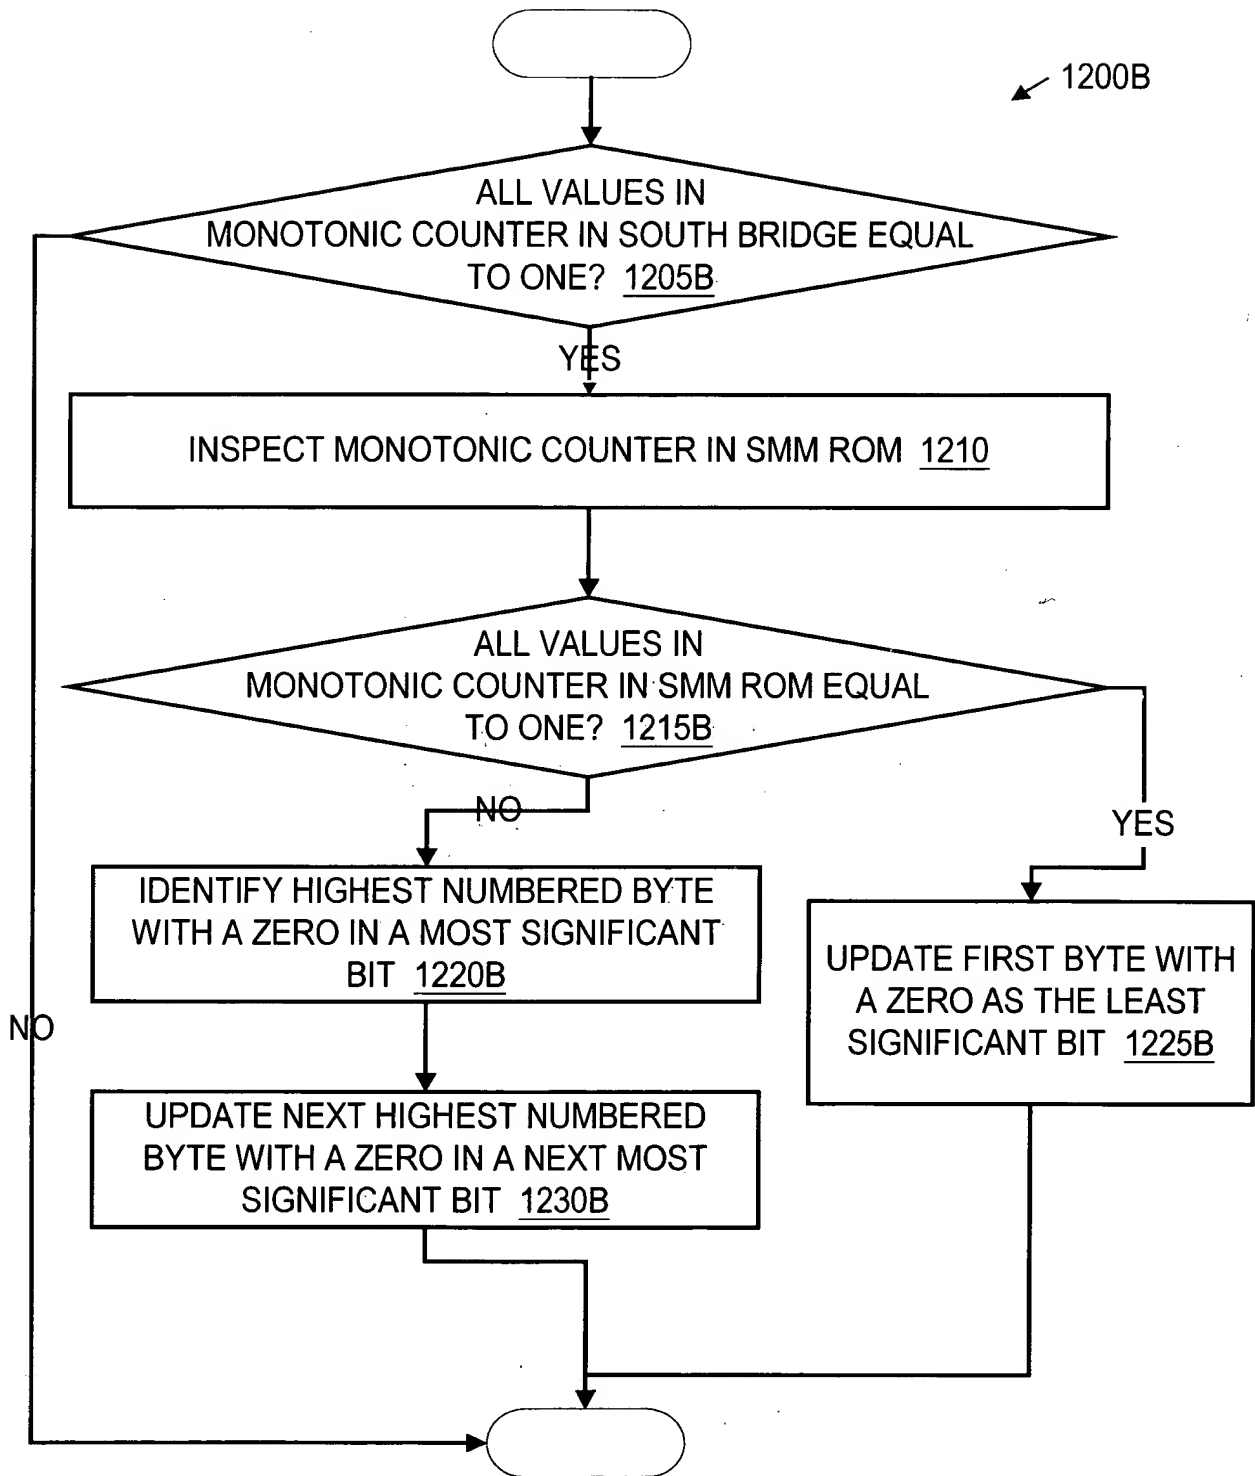 1200B
ALL VALUES IN
MONOTONIC COUNTER IN SOUTH BRIDGE EQUAL
TO ONE? 1205B
YES
INSPECT MONOTONIC COUNTER IN SMM ROM 1210
ALL VALUES IN
MONOTONIC COUNTER IN SMM ROM EQUAL
TO ONE? 1215B
NO
YES
IDENTIFY HIGHEST NUMBERED BYTE
WITH A ZERO IN A MOST SIGNIFICANT
BIT 1220B
UPDATE FIRST BYTE WITH
A ZERO AS THE LEAST
SIGNIFICANT BIT 1225B
NO
UPDATE NEXT HIGHEST NUMBERED
BYTE WITH A ZERO IN A NEXT MOST
SIGNIFICANT BIT 1230B